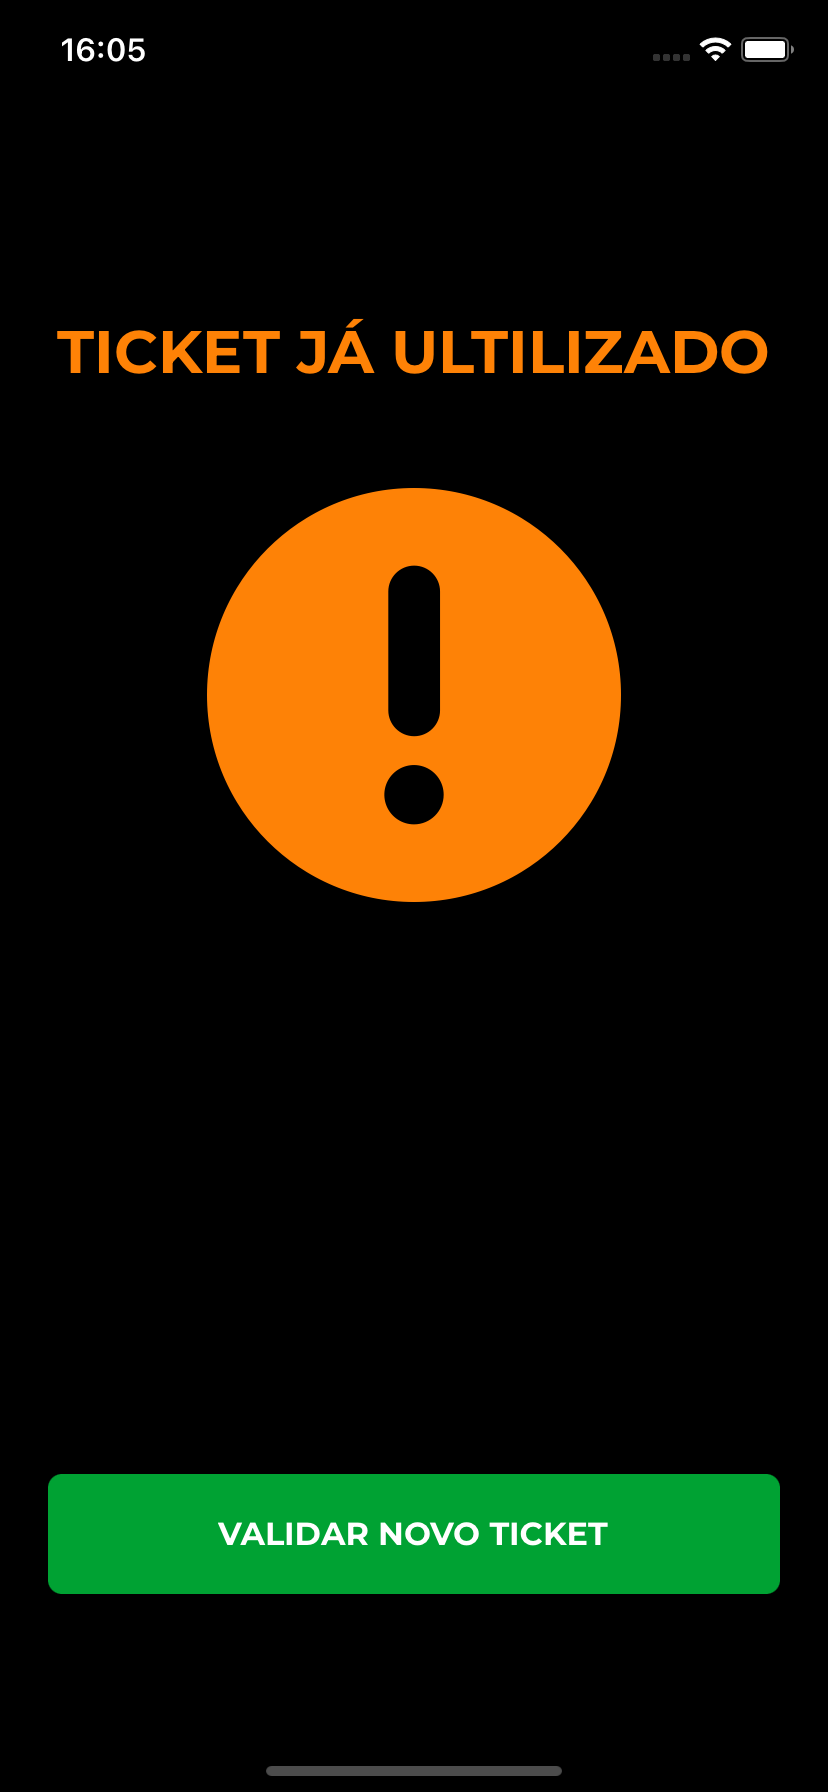 16:05
TICKET JÁ ULTILIZADO
VALIDAR NOVO TICKET